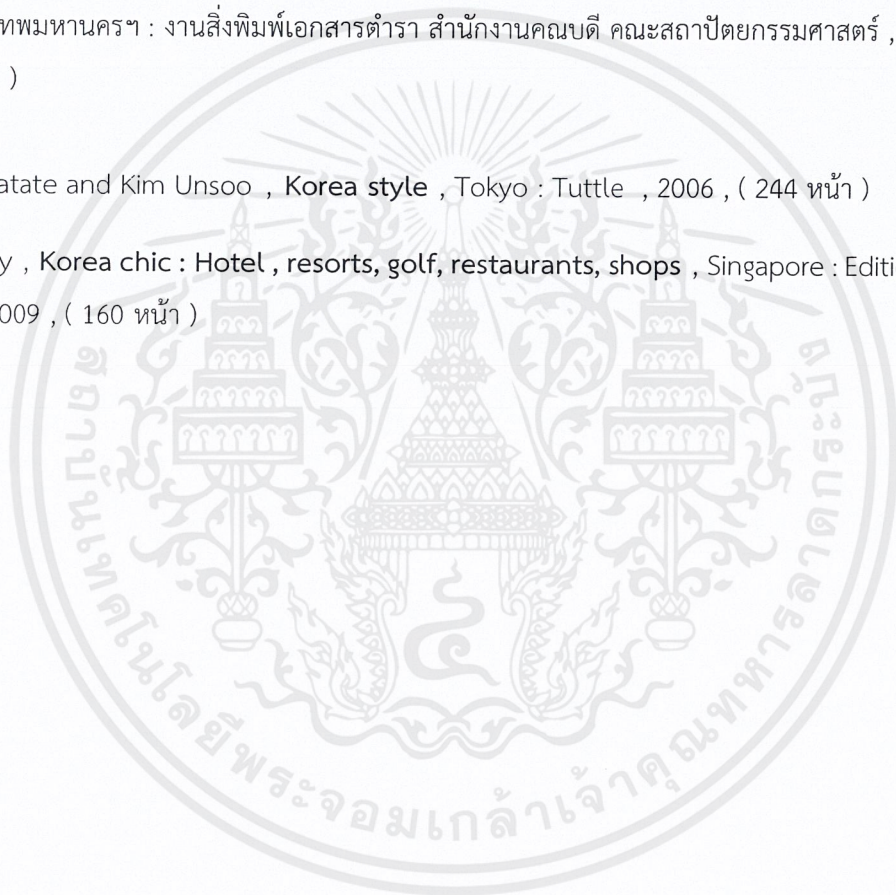 ทพมหานครฯ : งานสิ่งพิมพ์เอกสารตำรา สำนักงานคณบดี คณะสถาปัตยกรรมศาสตร์ ,
)
atate and Kim Unsoo , Korea style , Tokyo : Tuttle , 2006 , ( 244 หน้า )
y , Korea chic : Hotel , resorts, golf, restaurants, shops , Singapore : Editi
009 , ( 160 หน้า )
สถาบันเทคโนโลยีพระจอมเกล้าเจ้าคุณทหารลาดกระบัง
๔